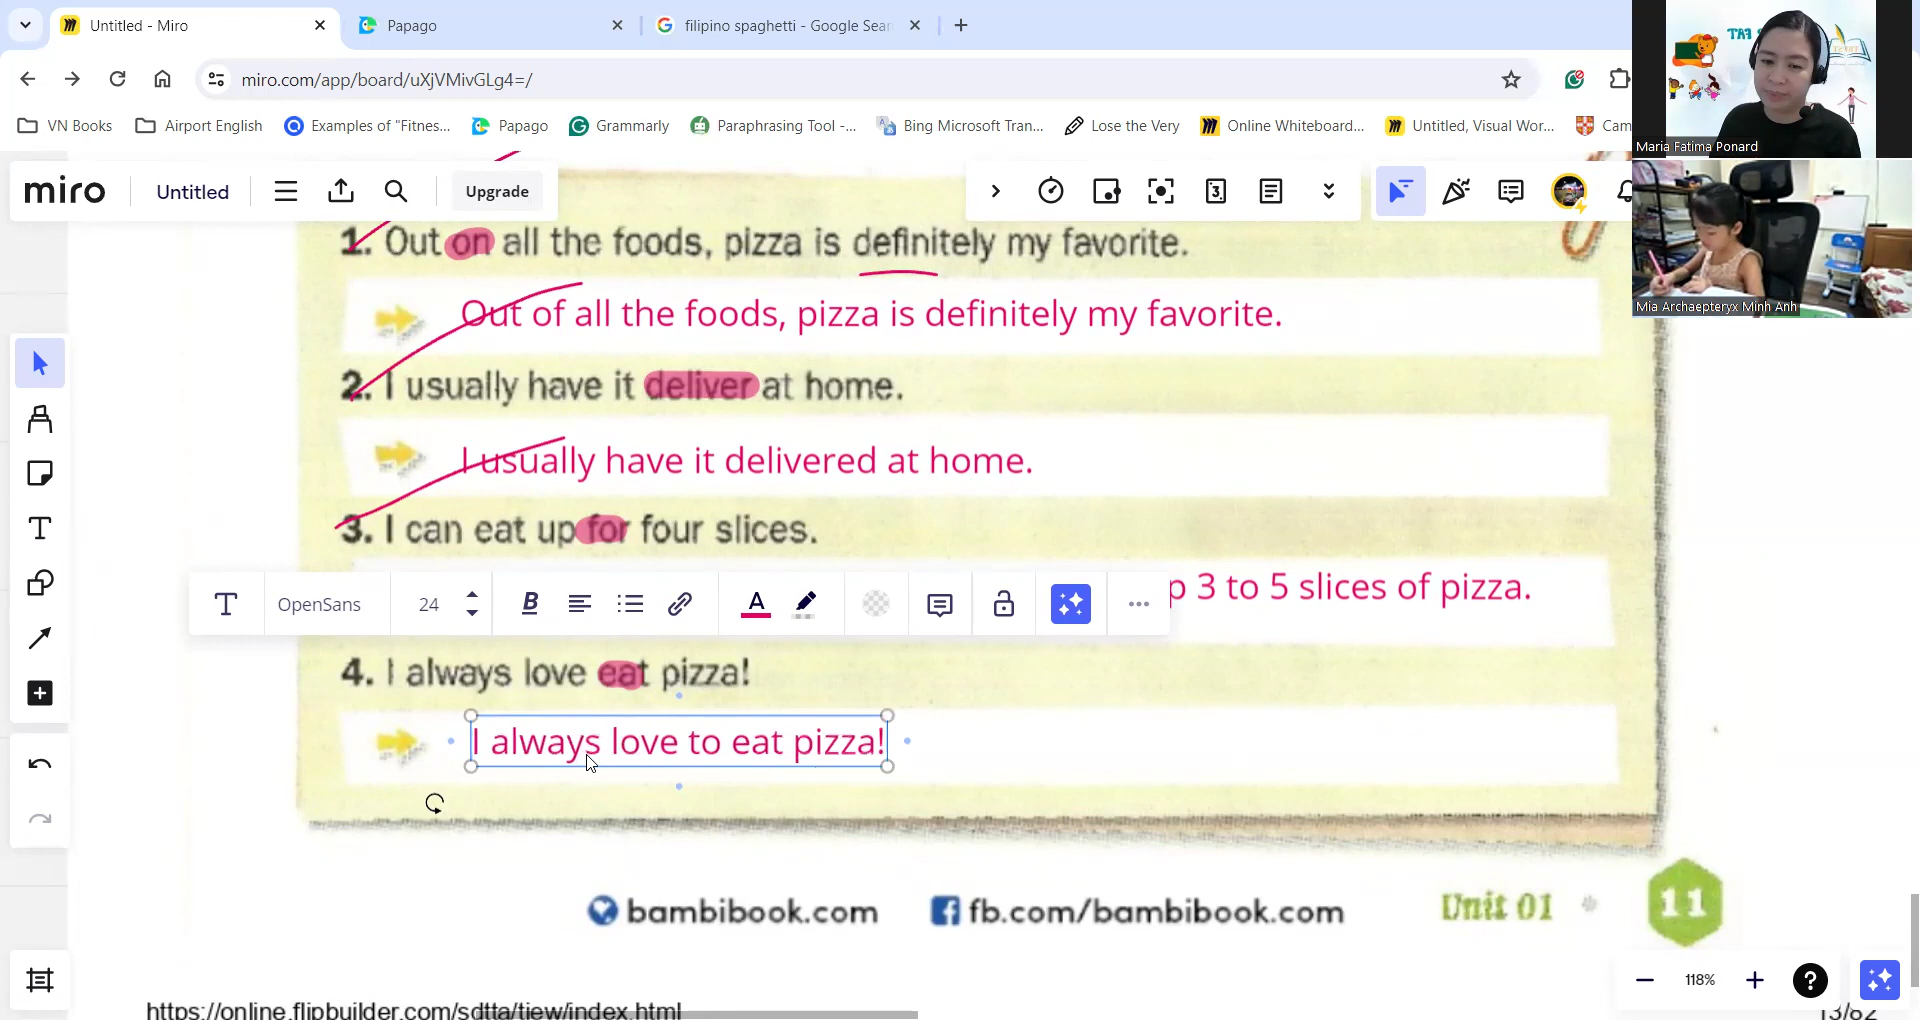 Untitled - Miro
Papago
filipino spaghetti - Google Sear
miro.com/app/board/uXjVMivGLg4=/
VN Books
Airport English
Examples of "Fitnes...
Papago
Grammarly
Paraphrasing Tool -...
Bing Microsoft Tran...
Lose the Very
Online Whiteboard...
Untitled, Visual Wor...
Cam
Maria Fatima Ponard
Mia Archaepteryx Minh Anh
miro
Untitled
Upgrade
1. Out on all the foods, pizza is definitely my favorite.
Out of all the foods, pizza is definitely my favorite.
2. I usually have it deliver at home.
I usually have it delivered at home.
3. I can eat up for four slices.
p 3 to 5 slices of pizza.
OpenSans
24
4. I always love eat pizza!
I always love to eat pizza!
bambibook.com
fb.com/bambibook.com
Unit 01
11
118%
https://online.flipbuilder.com/sdtta/tiew/index.html
13/82